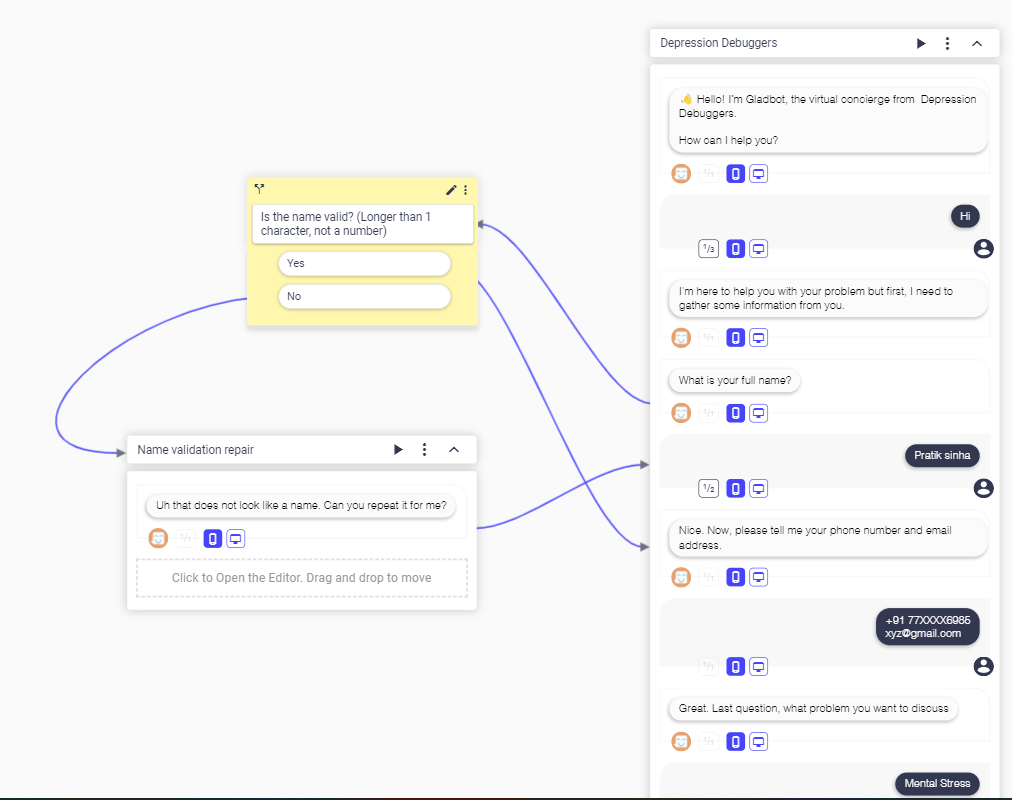 Depression Debuggers
👋 Hello! I'm Gladbot, the virtual concierge from Depression
Debuggers.
How can I help you?
1/1
Hi
1/3
I'm here to help you with your problem but first, I need to
gather some information from you.
1/1
What is your full name?
1/1
Pratik sinha
1/2
Nice. Now, please tell me your phone number and email
address.
1/1
+91 77XXXX6985
xyz@gmail.com
1/1
Great. Last question, what problem you want to discuss
1/1
Mental Stress
Is the name valid? (Longer than 1
character, not a number)
Yes
No
Name validation repair
Uh that does not look like a name. Can you repeat it for me?
1/1
Click to Open the Editor. Drag and drop to move